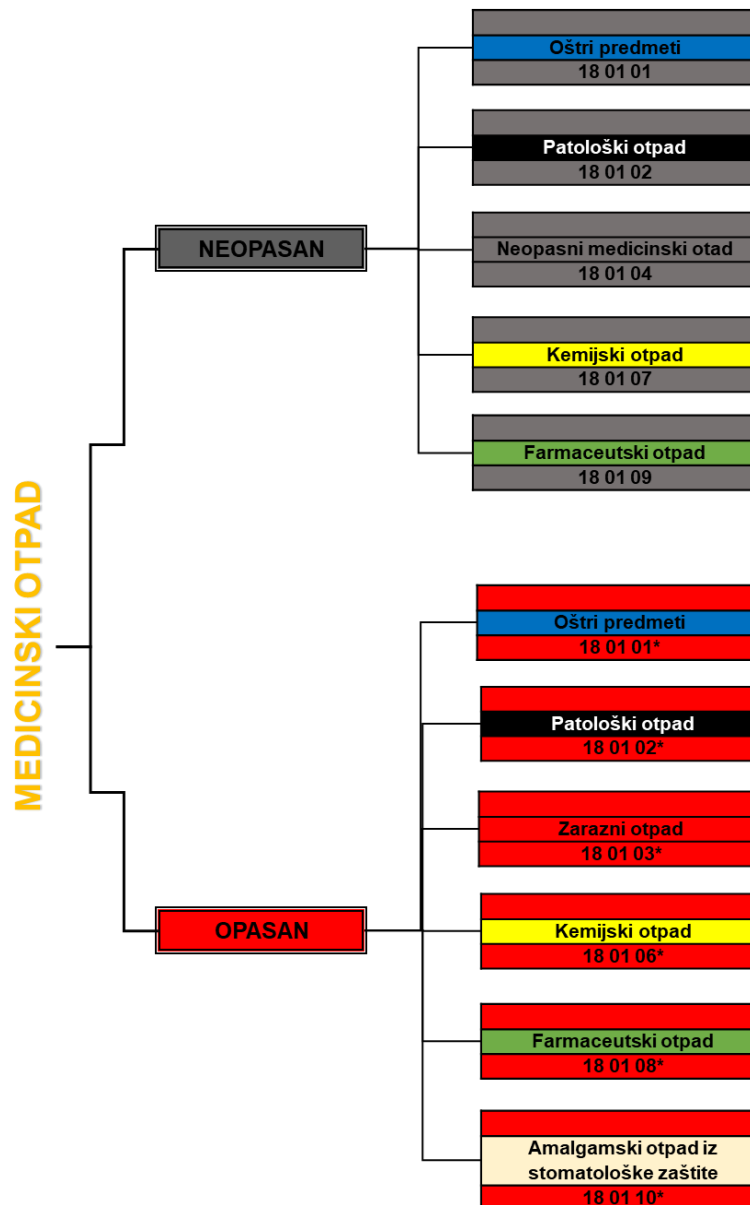 MEDICINSKI OTPAD
NEOPASAN
Oštri predmeti
18 01 01
Patološki otpad
18 01 02
Neopasni medicinski otad
18 01 04
Kemijski otpad
18 01 07
Farmaceutski otpad
18 01 09
OPASAN
Oštri predmeti
18 01 01*
Patološki otpad
18 01 02*
Zarazni otpad
18 01 03*
Kemijski otpad
18 01 06*
Farmaceutski otpad
18 01 08*
Amalgamski otpad iz
stomatološke zaštite
18 01 10*